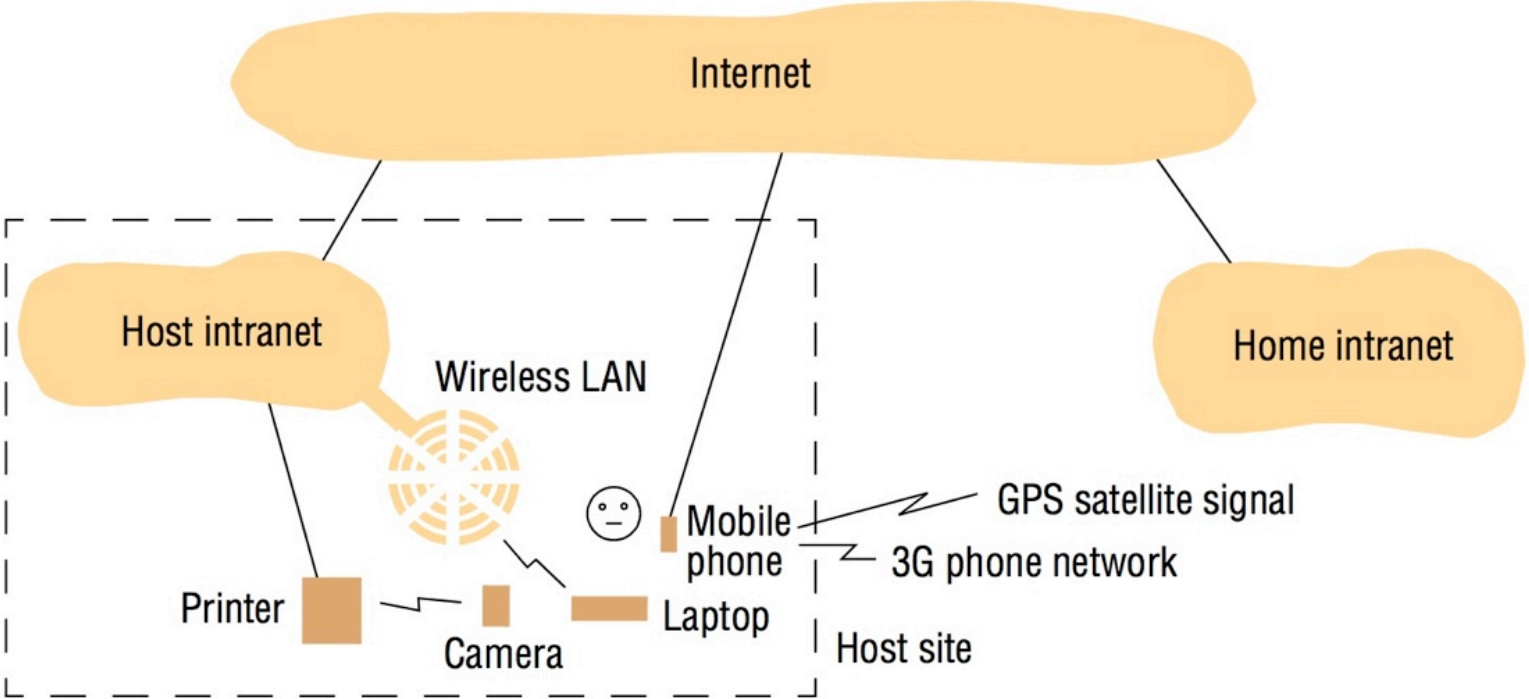 Internet
Host intranet
Wireless LAN
Home intranet
GPS satellite signal
Mobile
phone
3G phone network
Printer
Camera
Laptop
Host site